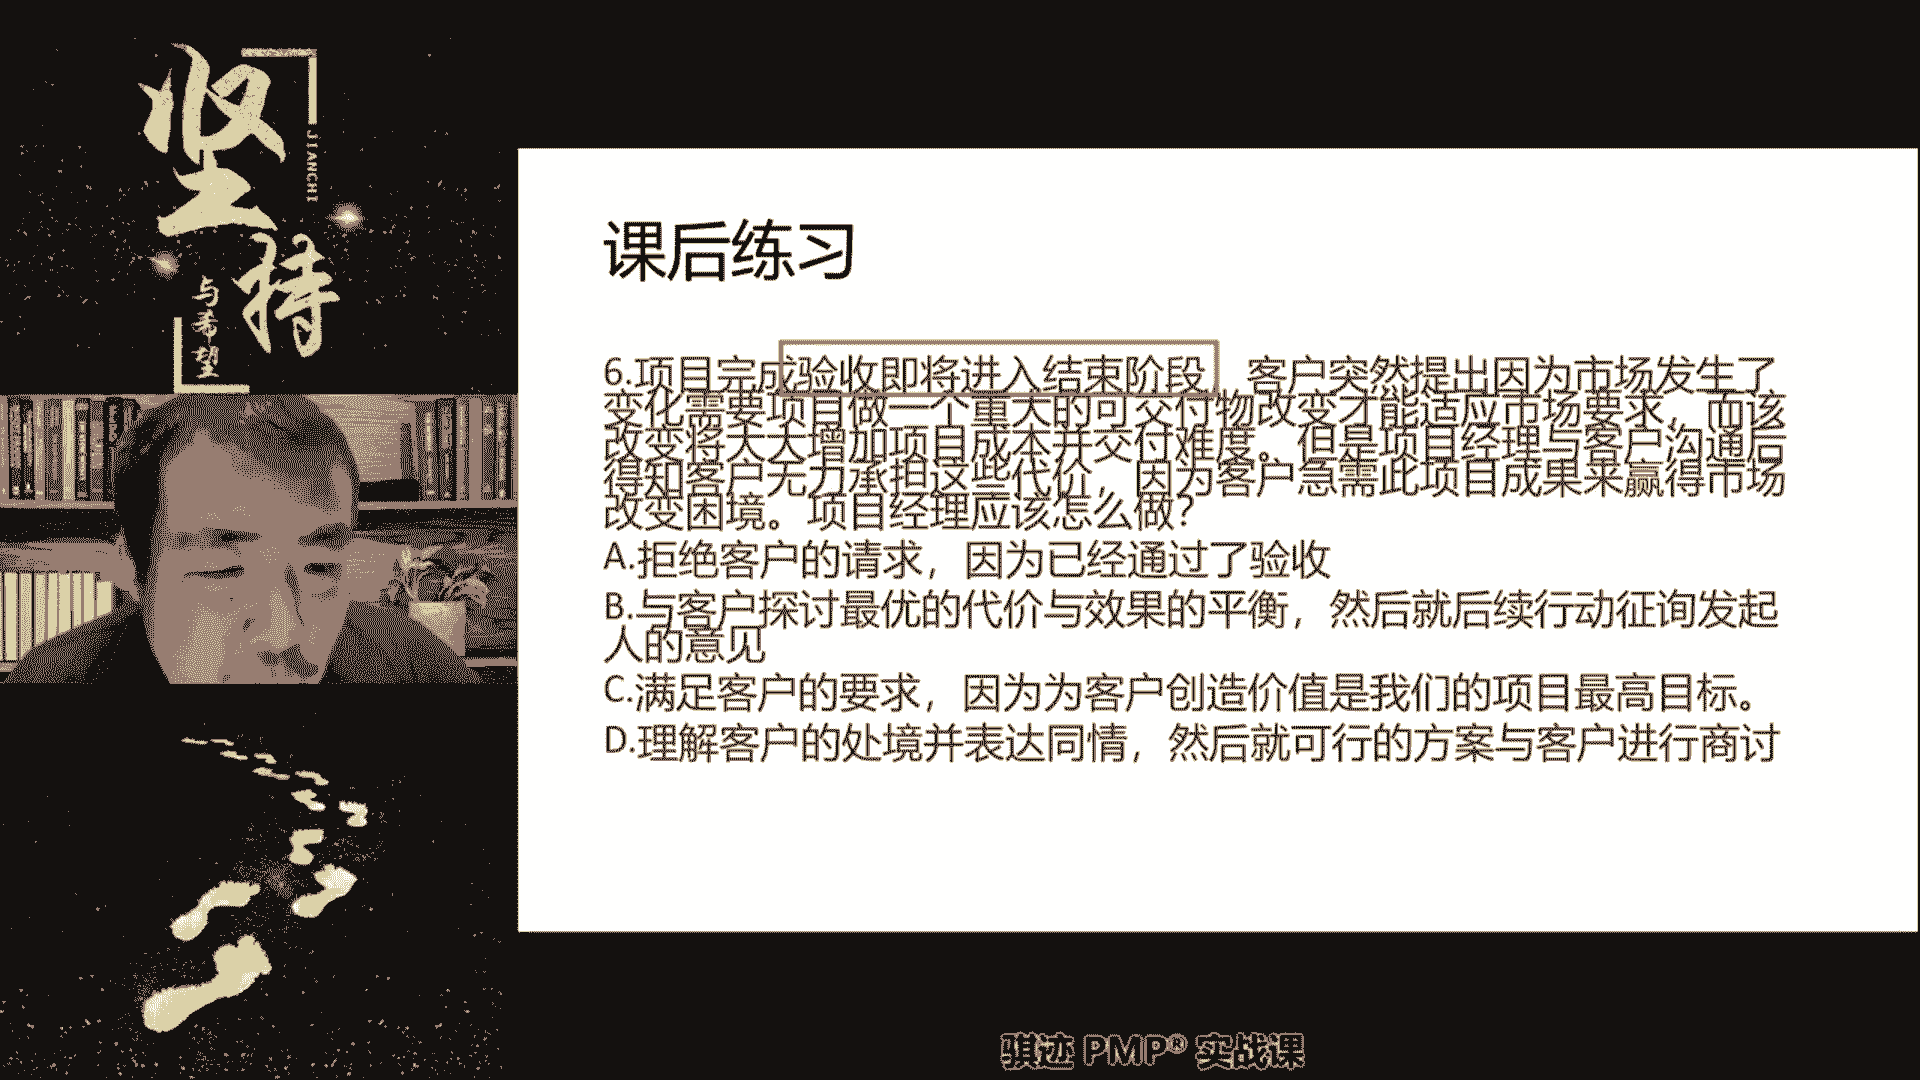 坚持
JIANCHI
与希望
课后练习
6.项目完成验收即将进入结束阶段，客户突然提出因为市场发生了
变化需要项目做一个重大的可交付物改变才能适应市场要求，而该
改变将大大增加项目成本并交付难度。但是项目经理与客户沟通后
得知客户无力承担这些代价，因为客户急需此项目成果来赢得市场
改变困境。项目经理应该怎么做？
A.拒绝客户的请求，因为已经通过了验收
B.与客户探讨最优的代价与效果的平衡，然后就后续行动征询发起
人的意见
C.满足客户的要求，因为为客户创造价值是我们的项目最高目标。
D.理解客户的处境并表达同情，然后就可行的方案与客户进行商讨
骐迹 PMP® 实战课